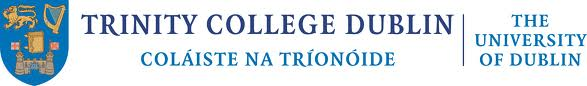 TRINITY COLLEGE DUBLIN
COLÁISTE NA TRÍONÓIDE
THE
UNIVERSITY
OF DUBLIN